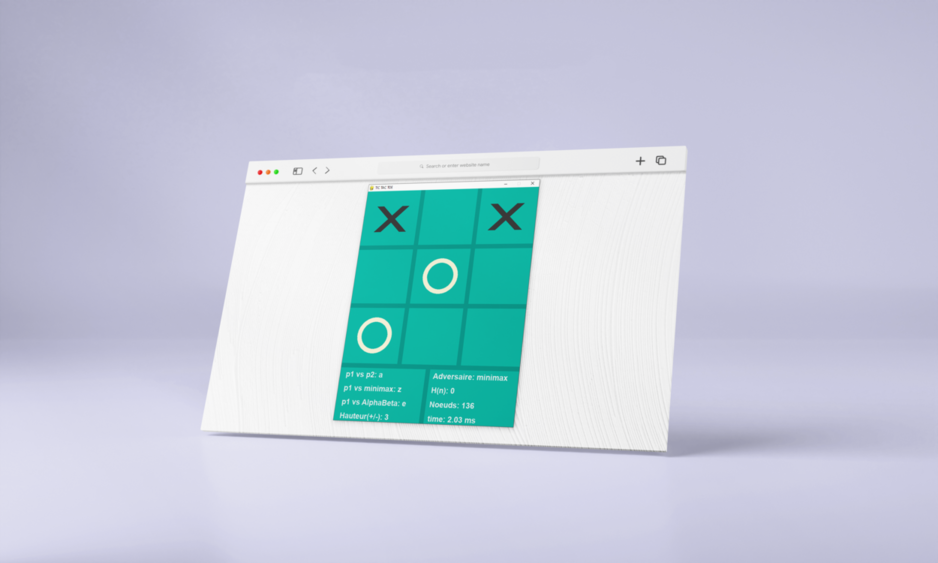 Search or enter website name
TIC TAC TOE
X X
O
O
p1 vs p2: a
p1 vs minimax: z
p1 vs AlphaBeta: e
Hauteur(+/-): 3
Adversaire: minimax
H(n): 0
Noeuds: 136
time: 2.03 ms